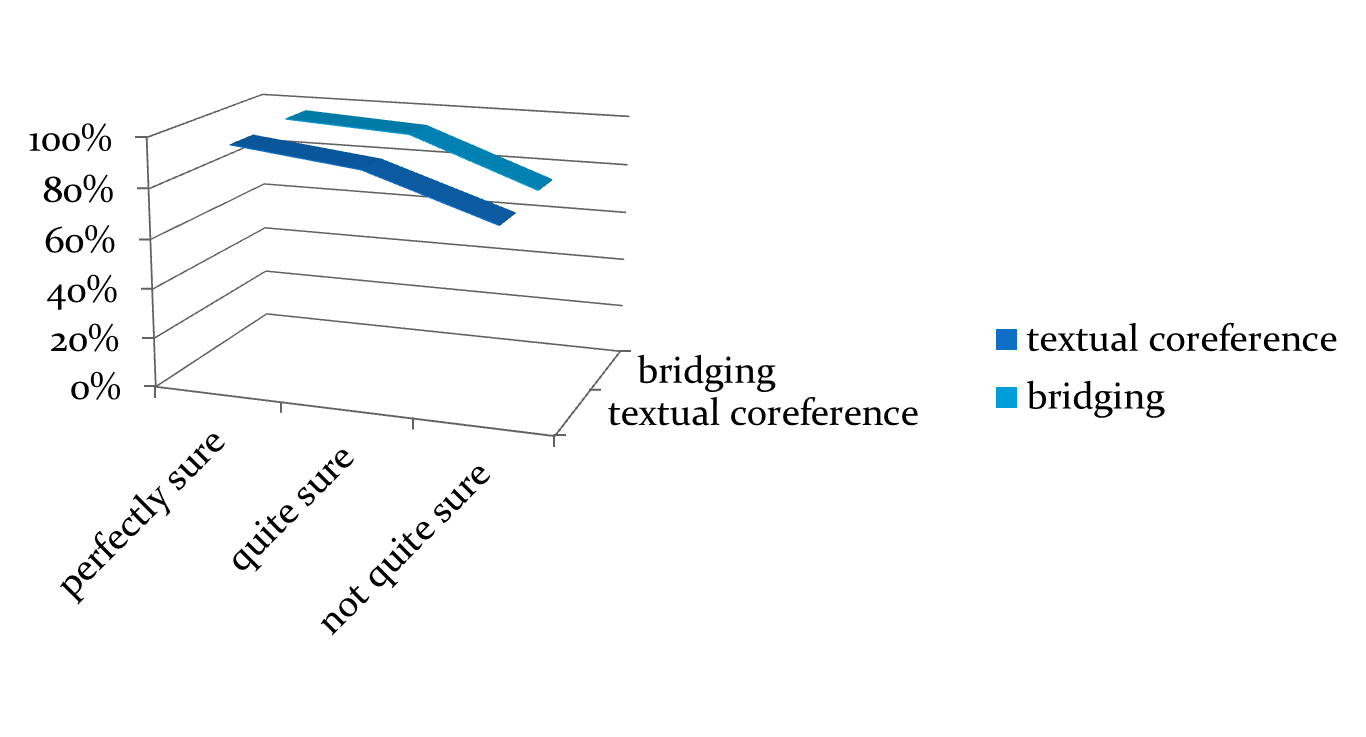 100%
80%
60%
40%
20%
0%
perfectly sure
quite sure
not quite sure
bridging
textual coreference
textual coreference
bridging